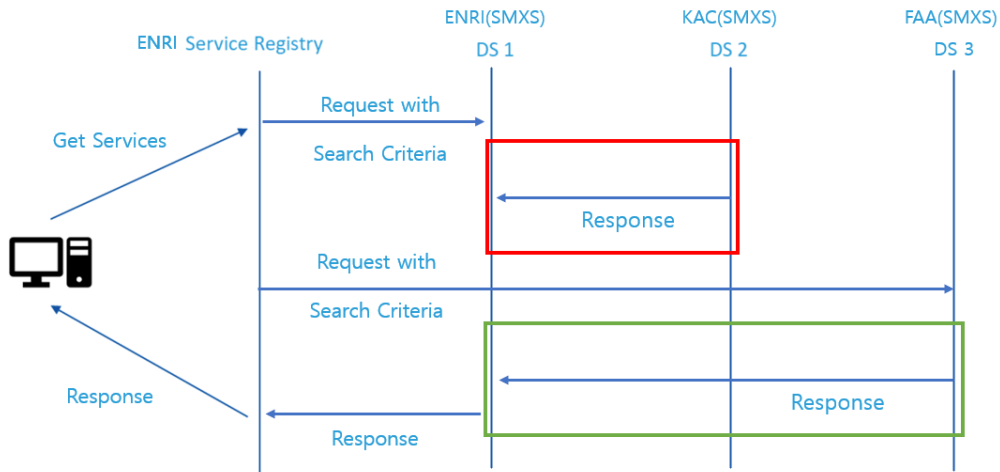 ENRI(SMXS)
KAC(SMXS)
FAA(SMXS)
ENRI Service Registry
DS 1
DS 2
DS 3
Request with
Search Criteria
Get Services
Response
Request with
Search Criteria
Response
Response
Response